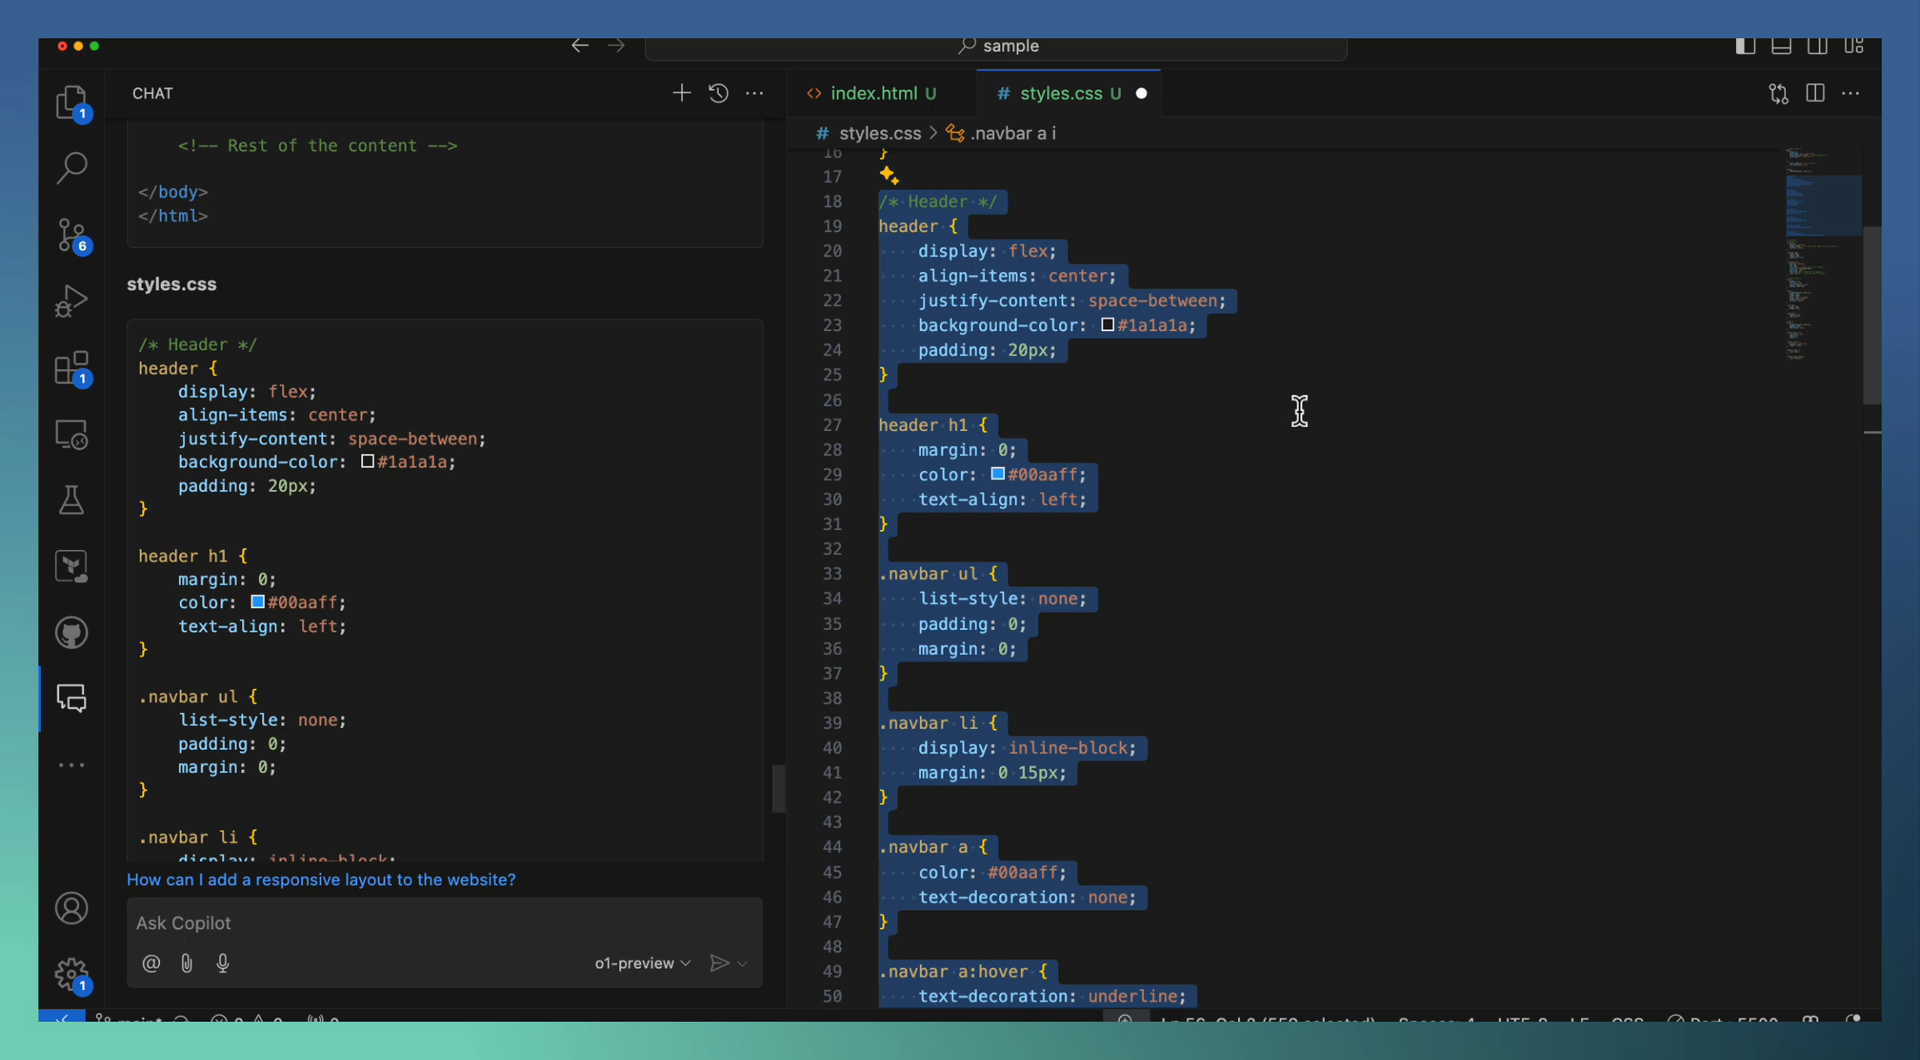 sample
CHAT
<!-- Rest of the content -->
</body>
</html>
styles.css
/* Header */
header {
display: flex;
align-items: center;
justify-content: space-between;
background-color: #1a1a1a;
padding: 20px;
}
header h1 {
margin: 0;
color: #00aaff;
text-align: left;
}
.navbar ul {
list-style: none;
padding: 0;
margin: 0;
}
.navbar li {
display: inline-block;
How can I add a responsive layout to the website?
Ask Copilot
@
o1-preview
1
6
1
1
index.html U
# styles.css U
# styles.css > .navbar a i
16 }
17
18 /* Header */
19 header {
20 display: flex;
21 align-items: center;
22 justify-content: space-between;
23 background-color: #1a1a1a;
24 padding: 20px;
25 }
26
27 header h1 {
28 margin: 0;
29 color: #00aaff;
30 text-align: left;
31 }
32
33 .navbar ul {
34 list-style: none;
35 padding: 0;
36 margin: 0;
37 }
38
39 .navbar li {
40 display: inline-block;
41 margin: 0 15px;
42 }
43
44 .navbar a {
45 color: #00aaff;
46 text-decoration: none;
47 }
48
49 .navbar a:hover {
50 text-decoration: underline;